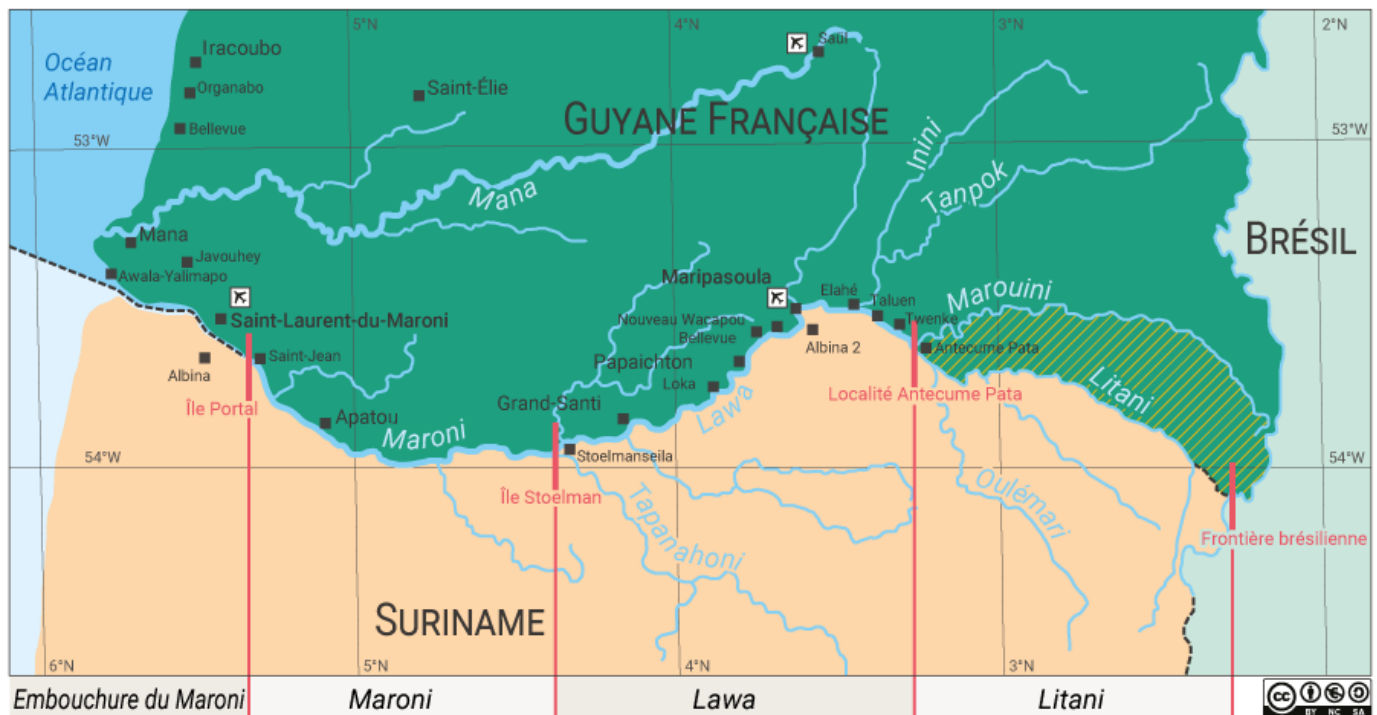 5°N
4°N
3°N
2°N
Saül
Iracoubo
Océan
Atlantique
Organabo
Saint-Élie
GUYANE FRANÇAISE
Bellevue
53°W
53°W
Inini
Tanpok
Mana
BRÉSIL
Mana
Javouhey
Awala-Yalimapo
Maripasoula
Elahé
Taluen
Marouini
Saint-Laurent-du-Maroni
Nouveau Wacapou
Twenke
Bellevue
Albina 2
Antecume Pata
Saint-Jean
Albina
Papaichton
Loka
Litani
Localité Antecume Pata
Île Portal
Grand-Santi
Lawa
Apatou
Maroni
Stoelmanseila
54°W
54°W
Île Stoelman
Oulémari
Tapanahoni
Frontière brésilienne
SURINAME
6°N
5°N
4°N
3°N
Embouchure du Maroni
Maroni
Lawa
Litani
cc
BY NC SA